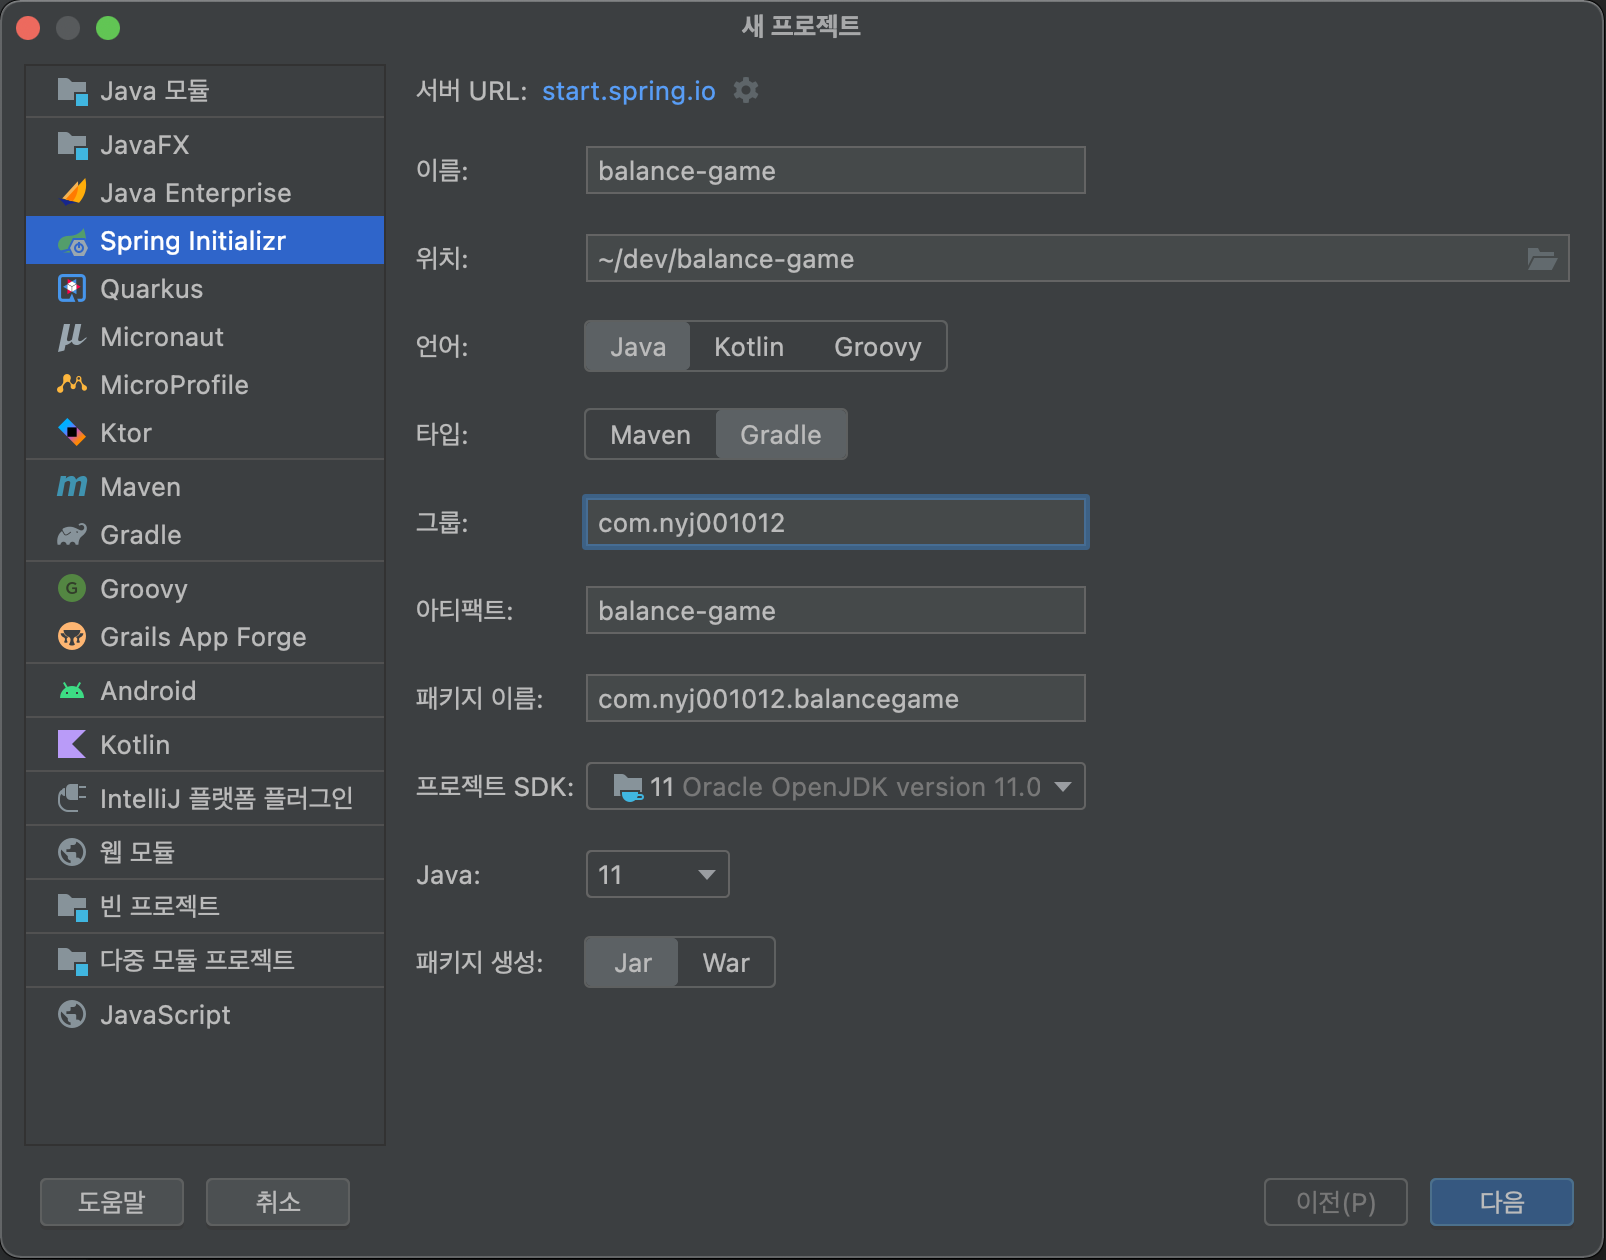 새 프로젝트
Java 모듈
JavaFX
Java Enterprise
Spring Initializr
Quarkus
Micronaut
MicroProfile
Ktor
Maven
Gradle
Groovy
Grails App Forge
Android
Kotlin
IntelliJ 플랫폼 플러그인
웹 모듈
빈 프로젝트
다중 모듈 프로젝트
JavaScript
서버 URL: start.spring.io
이름: balance-game
위치: ~/dev/balance-game
언어: Java Kotlin Groovy
타입: Maven Gradle
그룹: com.nyj001012
아티팩트: balance-game
패키지 이름: com.nyj001012.balancegame
프로젝트 SDK: 11 Oracle OpenJDK version 11.0
Java: 11
패키지 생성: Jar War
도움말 취소 이전(P) 다음